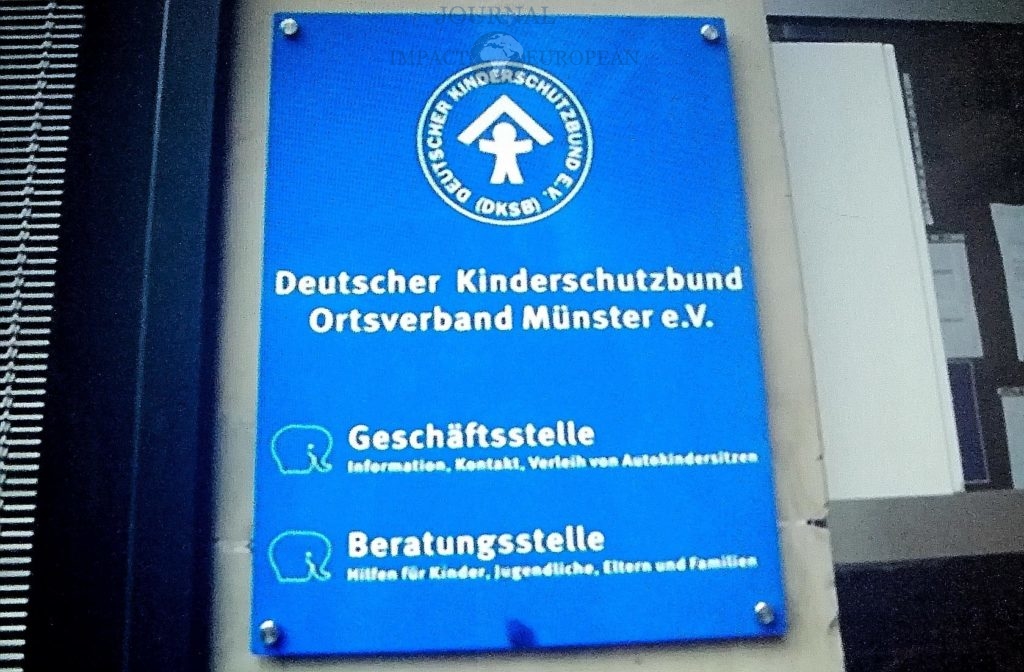 JOURNAL
IMPACT EUROPEAN
DEUTSCHER KINDERSCHUTZBUND E.V.
(DKSB)
Deutscher Kinderschutzbund
Ortsverband Münster e.V.
Geschäftsstelle
Information, Kontakt, Verleih von Autokindersitzen
Beratungsstelle
Hilfen für Kinder, Jugendliche, Eltern und Familien